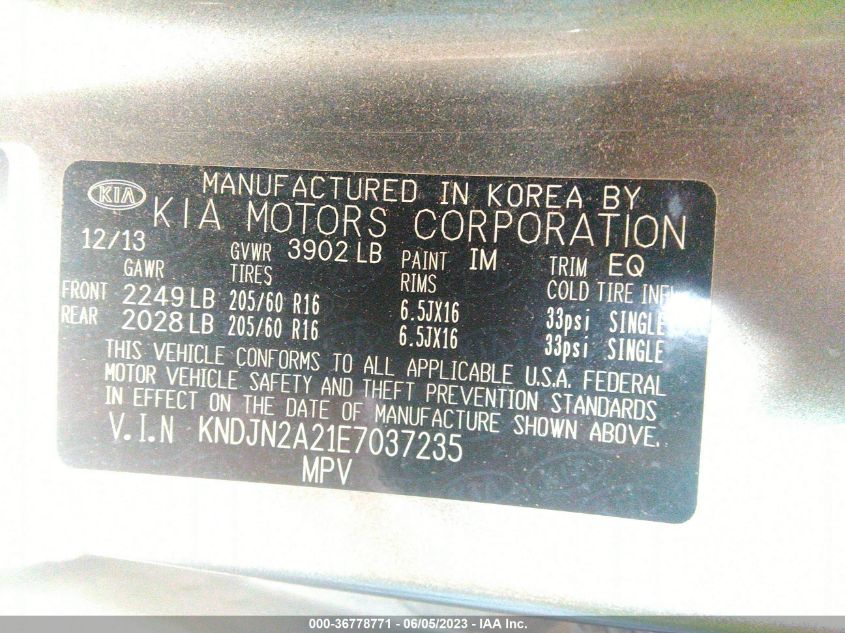 KIA
MANUFACTURED IN KOREA BY
KIA MOTORS CORPORATION
12/13 GVWR 3902 LB PAINT IM TRIM EQ
GAWR TIRES RIMS COLD TIRE INFL
FRONT 2249 LB 205/60 R16 6.5JX16 33psi SINGLE
REAR 2028 LB 205/60 R16 6.5JX16 33psi SINGLE
THIS VEHICLE CONFORMS TO ALL APPLICABLE U.S.A. FEDERAL
MOTOR VEHICLE SAFETY AND THEFT PREVENTION STANDARDS
IN EFFECT ON THE DATE OF MANUFACTURE SHOWN ABOVE.
V.I.N KNDJN2A21E7037235
MPV
000-36778771 - 06/05/2023 - IAA Inc.